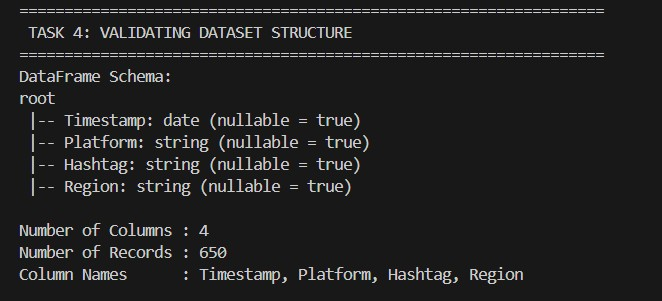 ================================================================
TASK 4: VALIDATING DATASET STRUCTURE
================================================================
DataFrame Schema:
root
 |-- Timestamp: date (nullable = true)
 |-- Platform: string (nullable = true)
 |-- Hashtag: string (nullable = true)
 |-- Region: string (nullable = true)
Number of Columns : 4
Number of Records : 650
Column Names      : Timestamp, Platform, Hashtag, Region